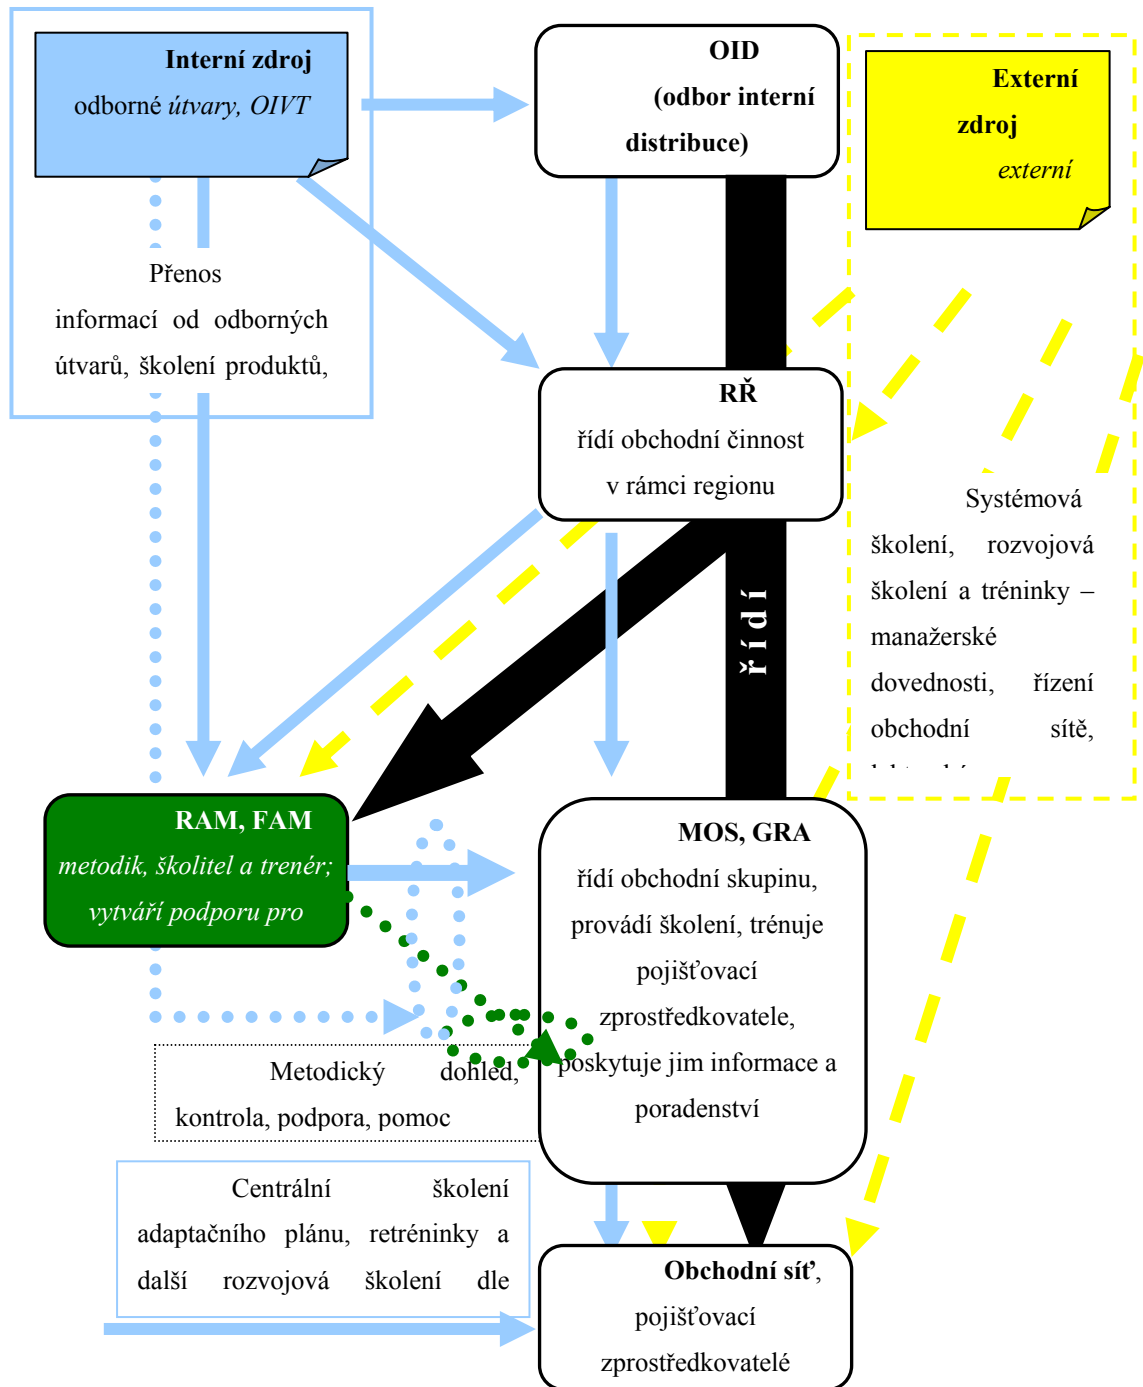 Interní zdroj
odborné útvary, OIVT
OID
(odbor interní
distribuce)
Externí
zdroj
externí
Přenos
informací od odborných
útvarů, školení produktů,
RŘ
řídí obchodní činnost
v rámci regionu
Systémová
školení, rozvojová
školení a tréninky –
manažerské
dovednosti, řízení
obchodní sítě,
řídí
RAM, FAM
metodik, školitel a trenér;
vytváří podporu pro
MOS, GRA
řídí obchodní skupinu,
provádí školení, trénuje
pojišťovací
zprostředkovatele,
poskytuje jim informace a
poradenství
Metodický dohled,
kontrola, podpora, pomoc
Centrální školení
adaptačního plánu, retréninky a
další rozvojová školení dle
Obchodní síť,
pojišťovací
zprostředkovatelé